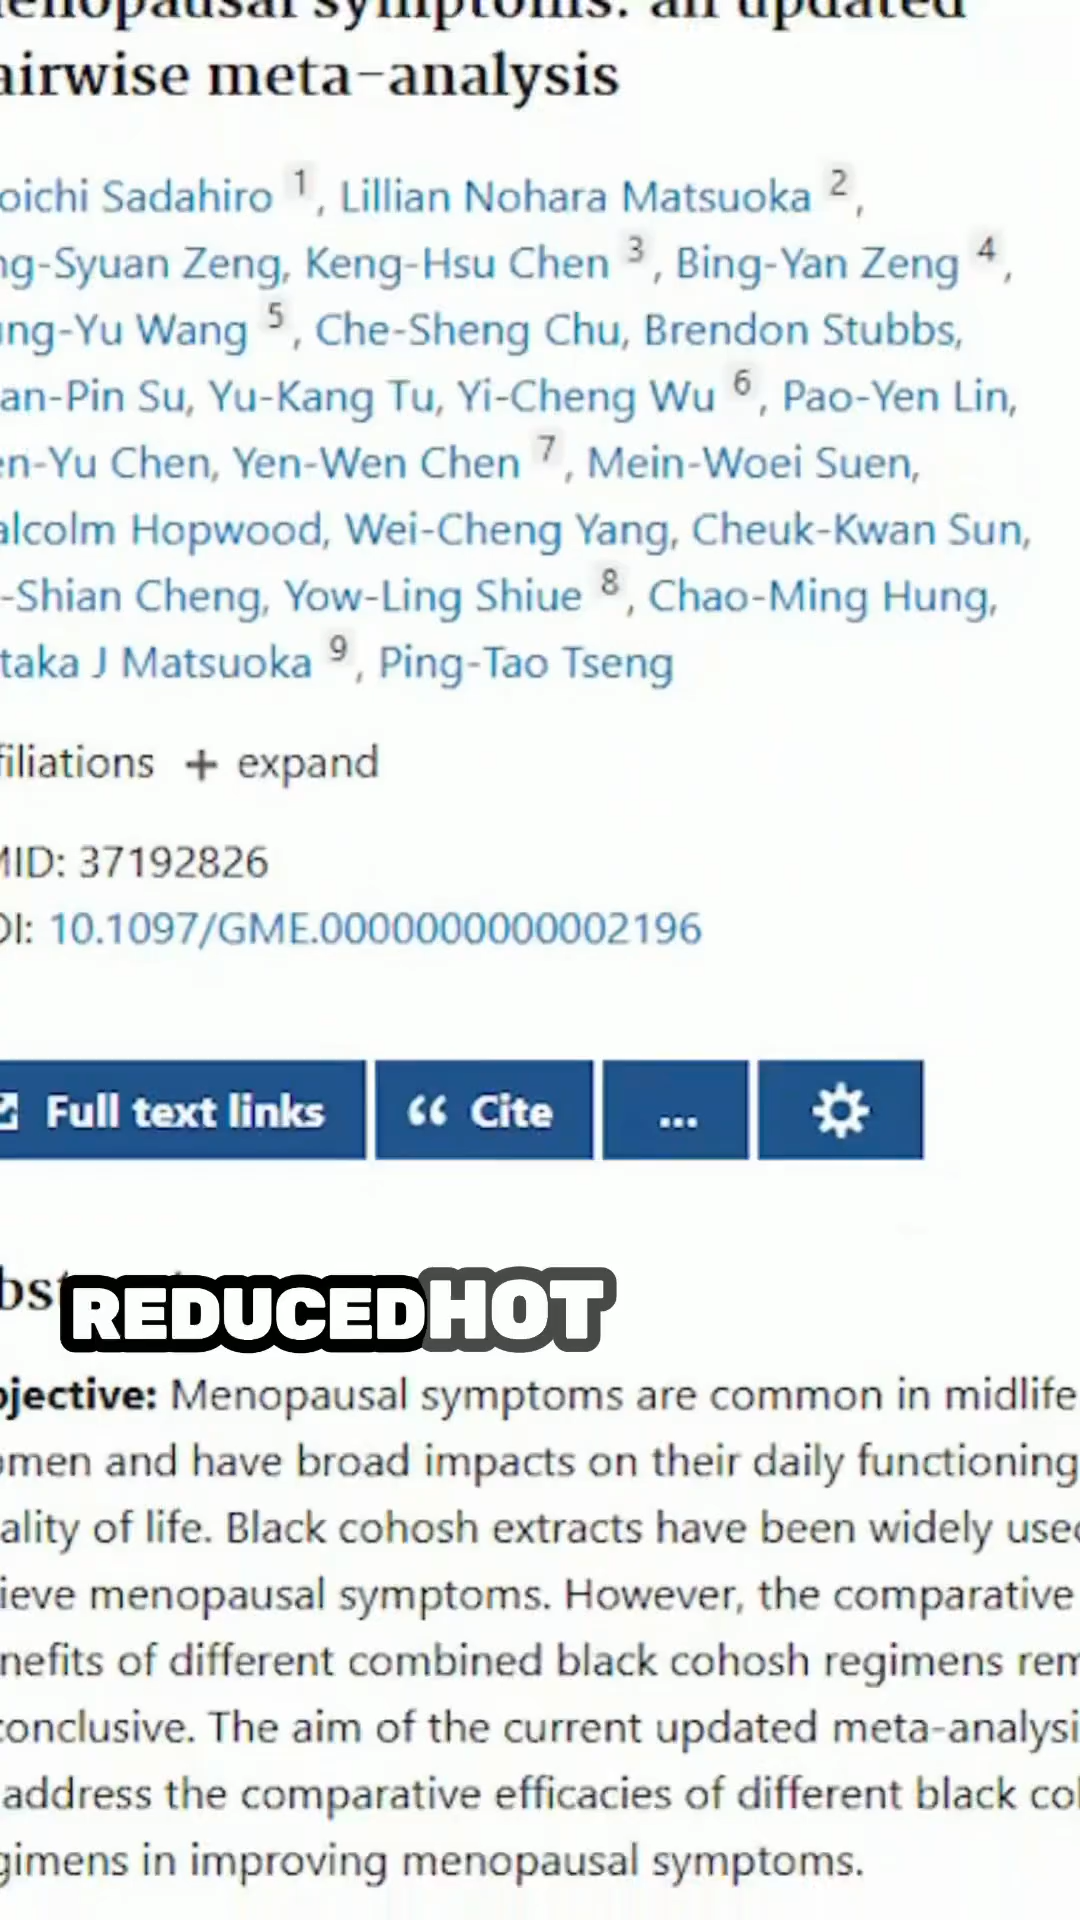 enopausal symptoms: an updated
airwise meta-analysis
oichi Sadahiro 1, Lillian Nohara Matsuoka 2,
ng-Syuan Zeng, Keng-Hsu Chen 3, Bing-Yan Zeng 4,
ung-Yu Wang 5, Che-Sheng Chu, Brendon Stubbs,
an-Pin Su, Yu-Kang Tu, Yi-Cheng Wu 6, Pao-Yen Lin,
en-Yu Chen, Yen-Wen Chen 7, Mein-Woei Suen,
alcolm Hopwood, Wei-Cheng Yang, Cheuk-Kwan Sun,
-Shian Cheng, Yow-Ling Shiue 8, Chao-Ming Hung,
taka J Matsuoka 9, Ping-Tao Tseng
filiations + expand
MID: 37192826
OI: 10.1097/GME.0000000000002196
Full text links
Cite
...
REDUCED HOT
bjective: Menopausal symptoms are common in midlife
omen and have broad impacts on their daily functioning
ality of life. Black cohosh extracts have been widely used
ieve menopausal symptoms. However, the comparative
nefits of different combined black cohosh regimens rem
conclusive. The aim of the current updated meta-analysi
address the comparative efficacies of different black co
gimens in improving menopausal symptoms.